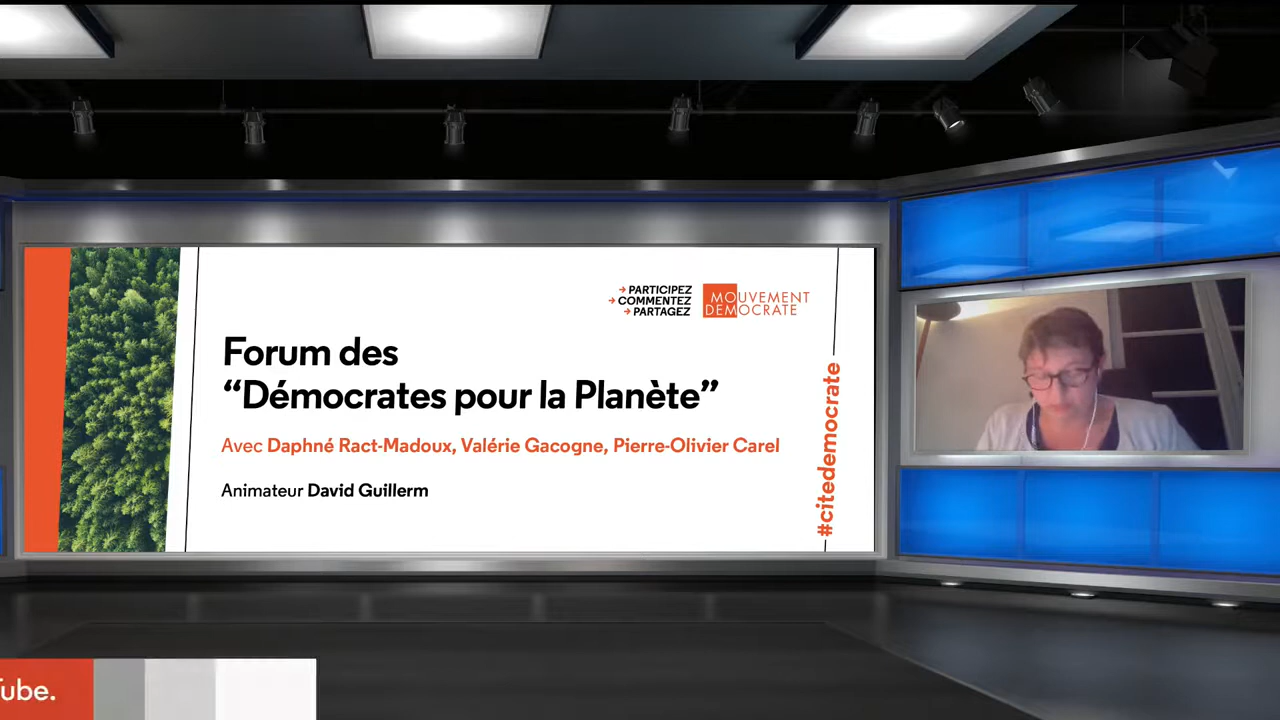 PARTICIPEZ
COMMENTEZ
PARTAGEZ
MOUVEMENT
DEMOCRATE
Forum des
“Démocrates pour la Planète”
Avec Daphné Ract-Madoux, Valérie Gacogne, Pierre-Olivier Carel
Animateur David Guillerm
#citedemocrate
Tube.